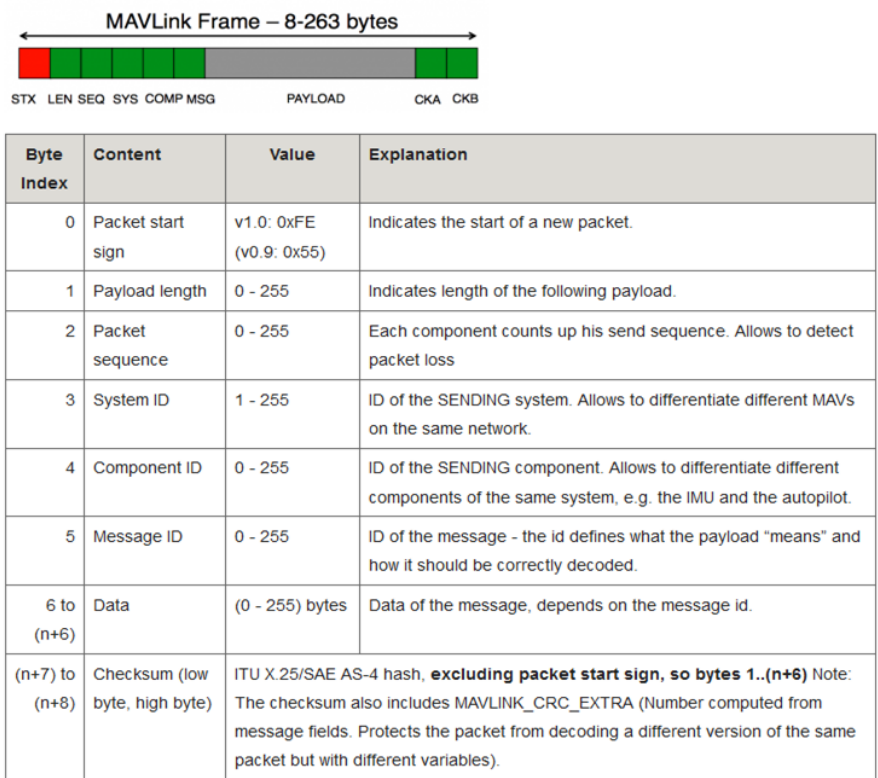 MAVLink Frame – 8-263 bytes
STX LEN SEQ SYS COMP MSG PAYLOAD CKA CKB
Byte Index Content Value Explanation
0 Packet start sign v1.0: 0xFE (v0.9: 0x55) Indicates the start of a new packet.
1 Payload length 0 - 255 Indicates length of the following payload.
2 Packet sequence 0 - 255 Each component counts up his send sequence. Allows to detect packet loss
3 System ID 1 - 255 ID of the SENDING system. Allows to differentiate different MAVs on the same network.
4 Component ID 0 - 255 ID of the SENDING component. Allows to differentiate different components of the same system, e.g. the IMU and the autopilot.
5 Message ID 0 - 255 ID of the message - the id defines what the payload “means” and how it should be correctly decoded.
6 to (n+6) Data (0 - 255) bytes Data of the message, depends on the message id.
(n+7) to (n+8) Checksum (low byte, high byte) ITU X.25/SAE AS-4 hash, excluding packet start sign, so bytes 1..(n+6) Note: The checksum also includes MAVLINK_CRC_EXTRA (Number computed from message fields. Protects the packet from decoding a different version of the same packet but with different variables).